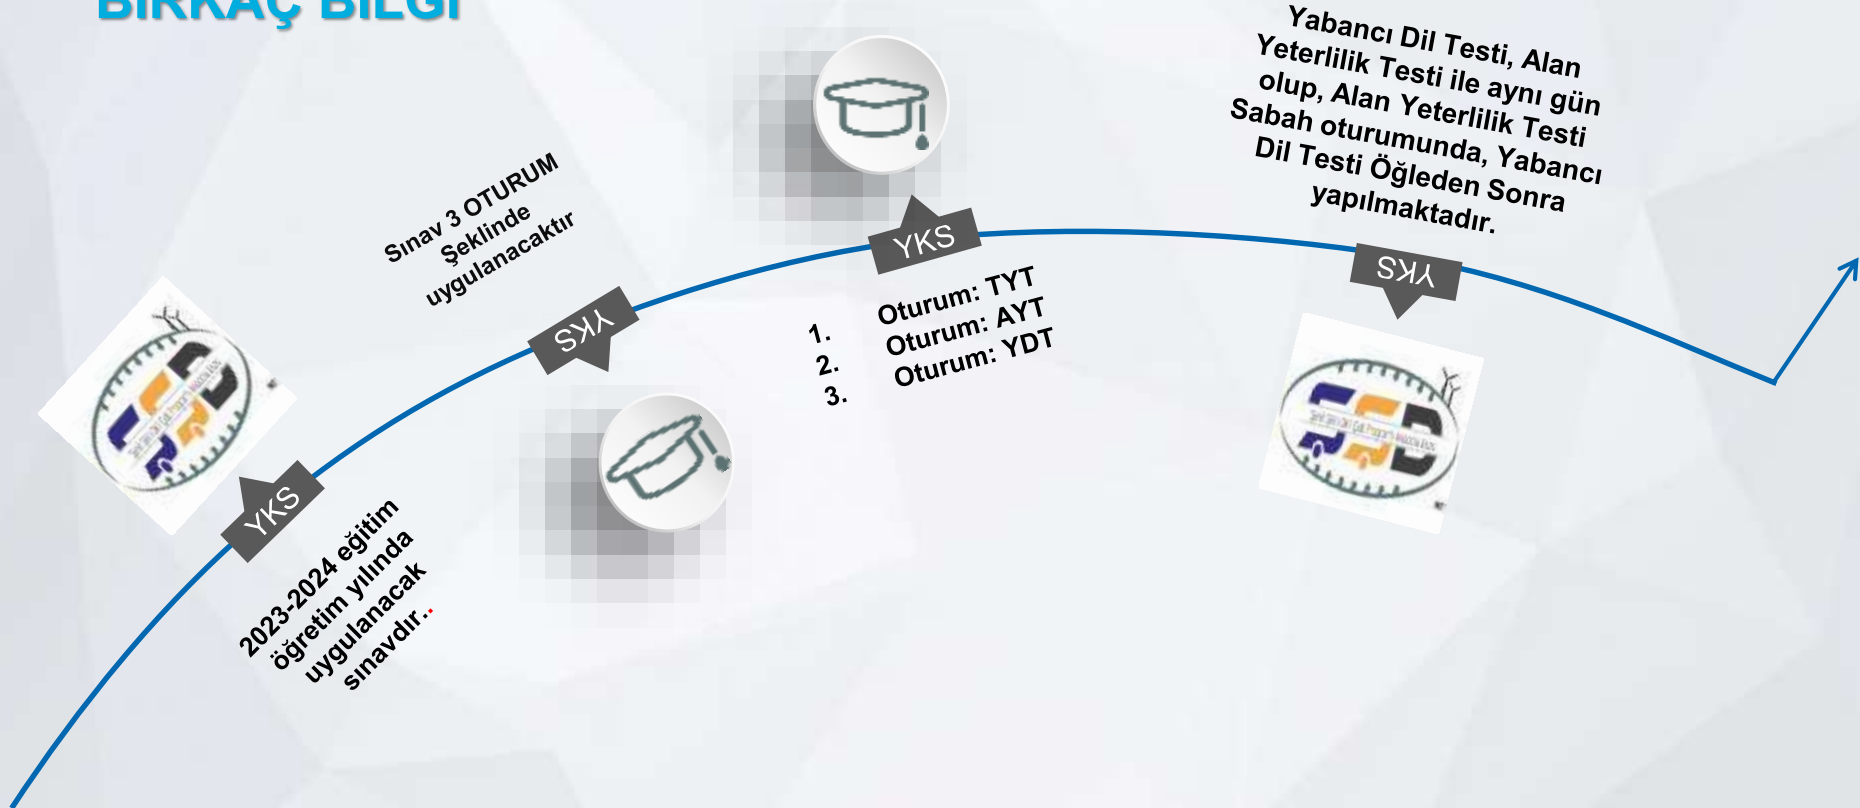 BİRKAÇ BİLGİ
YKS
2023-2024 eğitim
öğretim yılında
uygulanacak
sınavdır..
Sınav 3 OTURUM
Şeklinde
uygulanacaktır
YKS
YKS
1. Oturum: TYT
2. Oturum: AYT
3. Oturum: YDT
Yabancı Dil Testi, Alan
Yeterlilik Testi ile aynı gün
olup, Alan Yeterlilik Testi
Sabah oturumunda, Yabancı
Dil Testi Öğleden Sonra
yapılmaktadır.
YKS